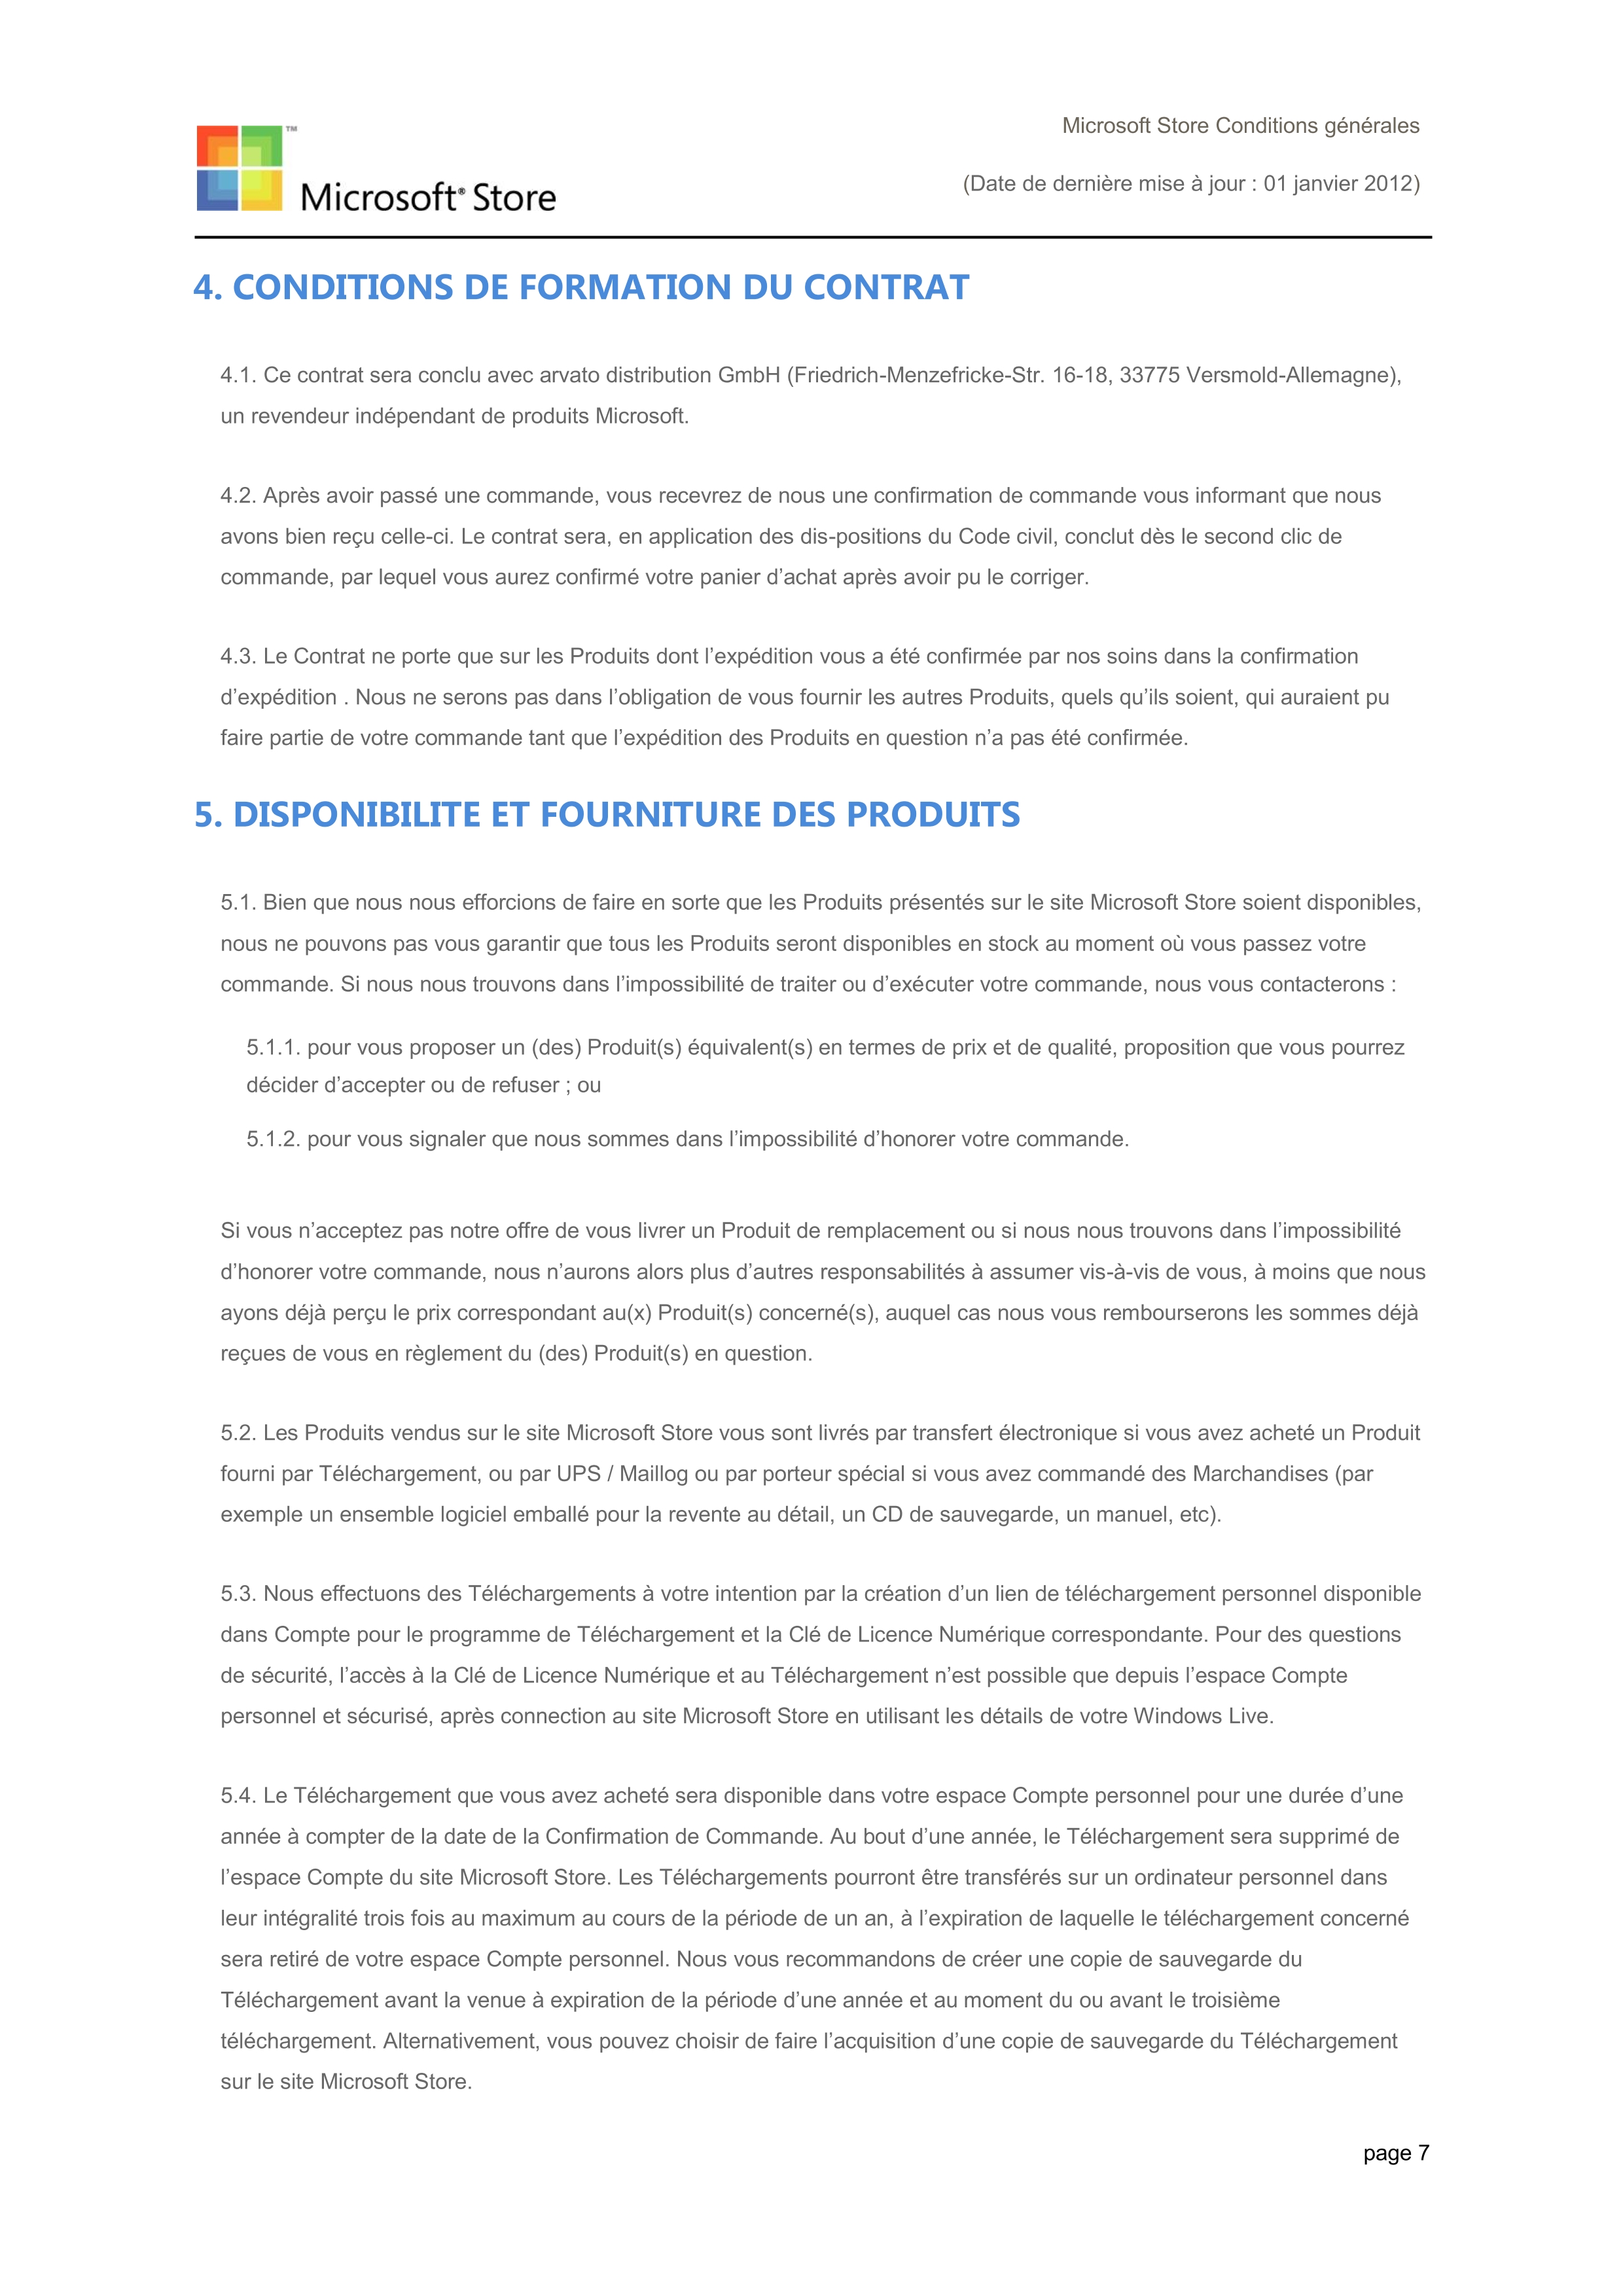 Microsoft Store Conditions générales
(Date de dernière mise à jour : 01 janvier 2012)
™
Microsoft® Store
4. CONDITIONS DE FORMATION DU CONTRAT
4.1. Ce contrat sera conclu avec arvato distribution GmbH (Friedrich-Menzefricke-Str. 16-18, 33775 Versmold-Allemagne),
un revendeur indépendant de produits Microsoft.
4.2. Après avoir passé une commande, vous recevrez de nous une confirmation de commande vous informant que nous
avons bien reçu celle-ci. Le contrat sera, en application des dis-positions du Code civil, conclut dès le second clic de
commande, par lequel vous aurez confirmé votre panier d’achat après avoir pu le corriger.
4.3. Le Contrat ne porte que sur les Produits dont l’expédition vous a été confirmée par nos soins dans la confirmation
d’expédition . Nous ne serons pas dans l’obligation de vous fournir les autres Produits, quels qu’ils soient, qui auraient pu
faire partie de votre commande tant que l’expédition des Produits en question n’a pas été confirmée.
5. DISPONIBILITE ET FOURNITURE DES PRODUITS
5.1. Bien que nous nous efforcions de faire en sorte que les Produits présentés sur le site Microsoft Store soient disponibles,
nous ne pouvons pas vous garantir que tous les Produits seront disponibles en stock au moment où vous passez votre
commande. Si nous nous trouvons dans l’impossibilité de traiter ou d’exécuter votre commande, nous vous contacterons :
5.1.1. pour vous proposer un (des) Produit(s) équivalent(s) en termes de prix et de qualité, proposition que vous pourrez
décider d’accepter ou de refuser ; ou
5.1.2. pour vous signaler que nous sommes dans l’impossibilité d’honorer votre commande.
Si vous n’acceptez pas notre offre de vous livrer un Produit de remplacement ou si nous nous trouvons dans l’impossibilité
d’honorer votre commande, nous n’aurons alors plus d’autres responsabilités à assumer vis-à-vis de vous, à moins que nous
ayons déjà perçu le prix correspondant au(x) Produit(s) concerné(s), auquel cas nous vous rembourserons les sommes déjà
reçues de vous en règlement du (des) Produit(s) en question.
5.2. Les Produits vendus sur le site Microsoft Store vous sont livrés par transfert électronique si vous avez acheté un Produit
fourni par Téléchargement, ou par UPS / Maillog ou par porteur spécial si vous avez commandé des Marchandises (par
exemple un ensemble logiciel emballé pour la revente au détail, un CD de sauvegarde, un manuel, etc).
5.3. Nous effectuons des Téléchargements à votre intention par la création d’un lien de téléchargement personnel disponible
dans Compte pour le programme de Téléchargement et la Clé de Licence Numérique correspondante. Pour des questions
de sécurité, l’accès à la Clé de Licence Numérique et au Téléchargement n’est possible que depuis l’espace Compte
personnel et sécurisé, après connection au site Microsoft Store en utilisant les détails de votre Windows Live.
5.4. Le Téléchargement que vous avez acheté sera disponible dans votre espace Compte personnel pour une durée d’une
année à compter de la date de la Confirmation de Commande. Au bout d’une année, le Téléchargement sera supprimé de
l’espace Compte du site Microsoft Store. Les Téléchargements pourront être transférés sur un ordinateur personnel dans
leur intégralité trois fois au maximum au cours de la période de un an, à l’expiration de laquelle le téléchargement concerné
sera retiré de votre espace Compte personnel. Nous vous recommandons de créer une copie de sauvegarde du
Téléchargement avant la venue à expiration de la période d’une année et au moment du ou avant le troisième
téléchargement. Alternativement, vous pouvez choisir de faire l’acquisition d’une copie de sauvegarde du Téléchargement
sur le site Microsoft Store.
page 7